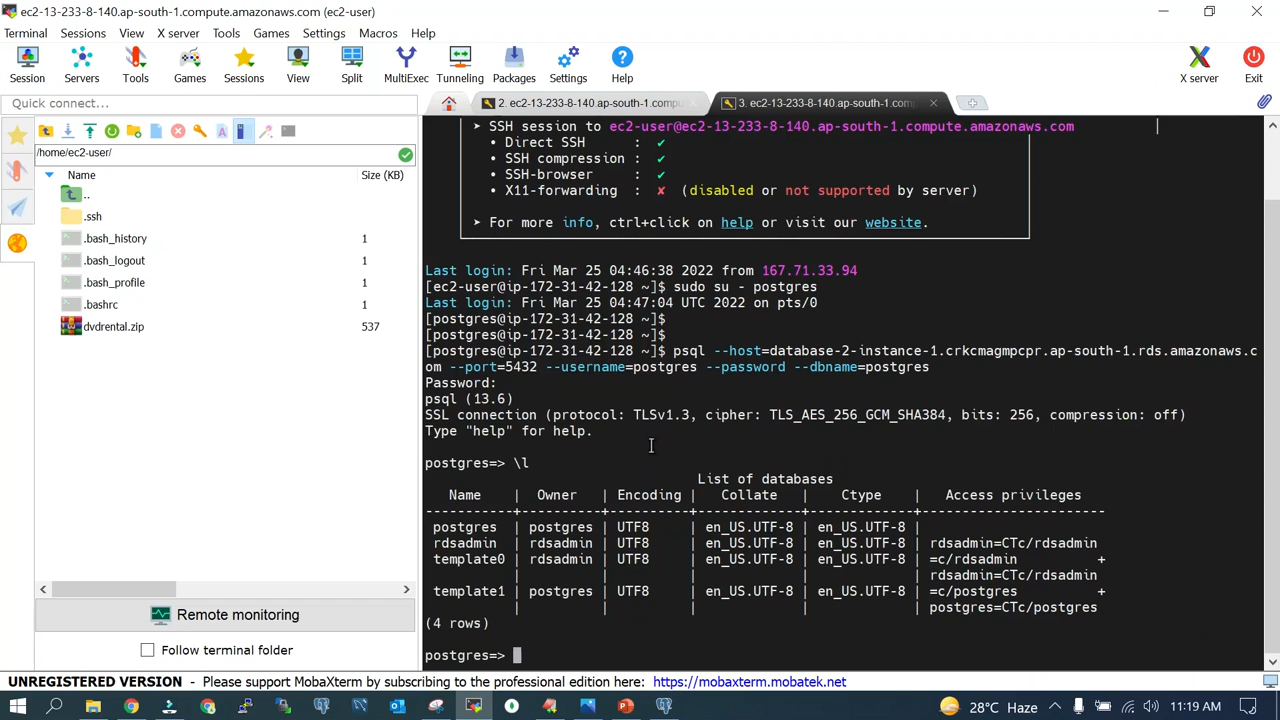 ec2-13-233-8-140.ap-south-1.compute.amazonaws.com (ec2-user)
Terminal Sessions View X server Tools Games Settings Macros Help
Session Servers Tools Games Sessions View Split MultiExec Tunneling Packages Settings Help X server Exit
Quick connect...
2. ec2-13-233-8-140.ap-south-1.compu
3. ec2-13-233-8-140.ap-south-1.com
/home/ec2-user/
Name Size (KB)
..
.ssh
.bash_history 1
.bash_logout 1
.bash_profile 1
.bashrc 1
dvdrental.zip 537
Remote monitoring
Follow terminal folder
➤ SSH session to ec2-user@ec2-13-233-8-140.ap-south-1.compute.amazonaws.com
• Direct SSH : ✔
• SSH compression : ✔
• SSH-browser : ✔
• X11-forwarding : ✘ (disabled or not supported by server)
➤ For more info, ctrl+click on help or visit our website.
Last login: Fri Mar 25 04:46:38 2022 from 167.71.33.94
[ec2-user@ip-172-31-42-128 ~]$ sudo su - postgres
Last login: Fri Mar 25 04:47:04 UTC 2022 on pts/0
[postgres@ip-172-31-42-128 ~]$
[postgres@ip-172-31-42-128 ~]$
[postgres@ip-172-31-42-128 ~]$ psql --host=database-2-instance-1.crkcmagmpcpr.ap-south-1.rds.amazonaws.c
om --port=5432 --username=postgres --password --dbname=postgres
Password:
psql (13.6)
SSL connection (protocol: TLSv1.3, cipher: TLS_AES_256_GCM_SHA384, bits: 256, compression: off)
Type "help" for help.
postgres=> \l
List of databases
Name | Owner | Encoding | Collate | Ctype | Access privileges
-----------+----------+----------+-------------+-------------+-----------------------
postgres | postgres | UTF8 | en_US.UTF-8 | en_US.UTF-8 |
rdsadmin | rdsadmin | UTF8 | en_US.UTF-8 | en_US.UTF-8 | rdsadmin=CTc/rdsadmin
template0 | rdsadmin | UTF8 | en_US.UTF-8 | en_US.UTF-8 | =c/rdsadmin +
| | | | | rdsadmin=CTc/rdsadmin
template1 | postgres | UTF8 | en_US.UTF-8 | en_US.UTF-8 | =c/postgres +
| | | | | postgres=CTc/postgres
(4 rows)
postgres=>
UNREGISTERED VERSION - Please support MobaXterm by subscribing to the professional edition here: https://mobaxterm.mobatek.net
28°C Haze 11:19 AM